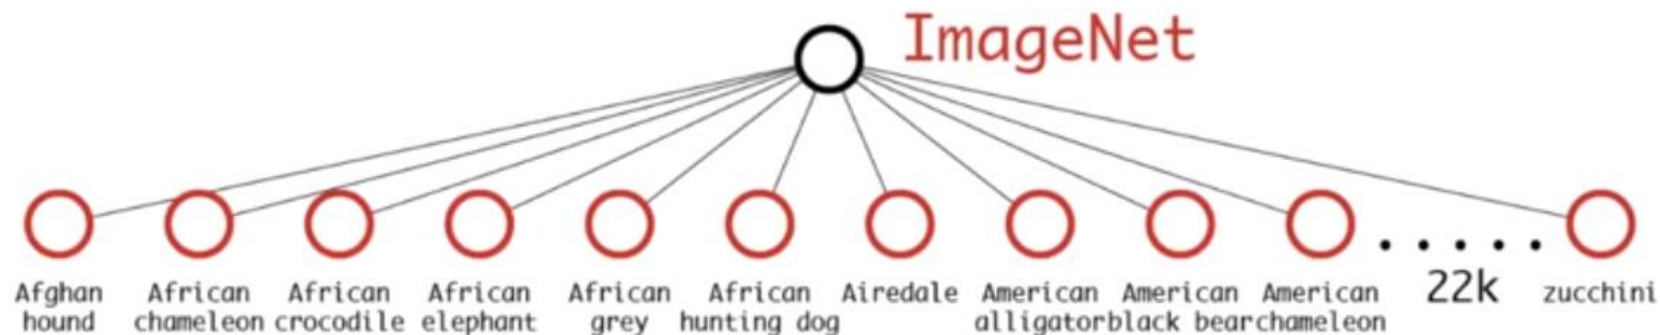 ImageNet
Afghan African African African African African Airedale American American American 22k zucchini
hound chameleon crocodile elephant grey hunting dog alligator black bear chameleon